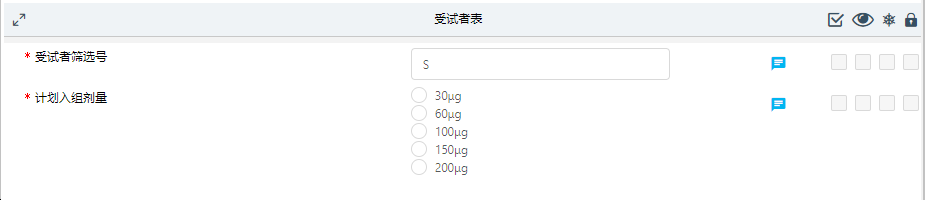 受试者表
* 受试者筛选号
S
* 计划入组剂量
30μg
60μg
100μg
150μg
200μg